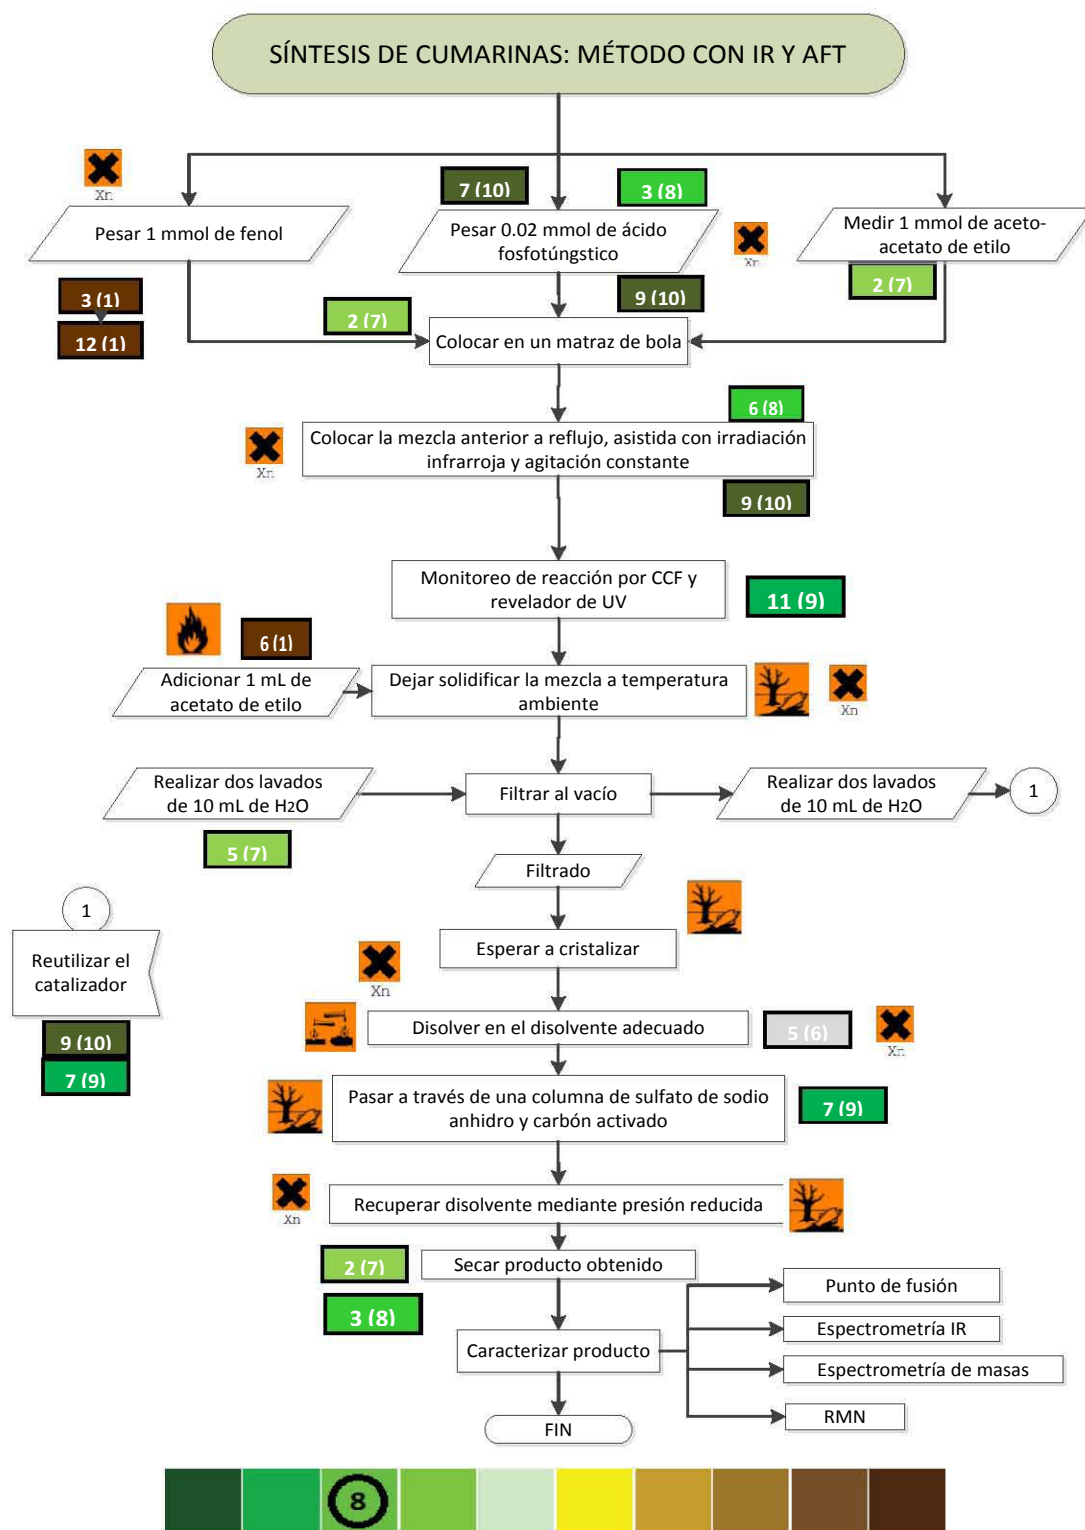 SÍNTESIS DE CUMARINAS: MÉTODO CON IR Y AFT
Xn
7 (10)
3 (8)
Pesar 1 mmol de fenol
Pesar 0.02 mmol de ácido
fosfotúngstico
Xn
Medir 1 mmol de aceto-
acetato de etilo
3 (1)
12 (1)
2 (7)
9 (10)
2 (7)
Colocar en un matraz de bola
6 (8)
Xn
Colocar la mezcla anterior a reflujo, asistida con irradiación
infrarroja y agitación constante
9 (10)
Monitoreo de reacción por CCF y
revelador de UV
11 (9)
6 (1)
Adicionar 1 mL de
acetato de etilo
Dejar solidificar la mezcla a temperatura
ambiente
Xn
Realizar dos lavados
de 10 mL de H2O
Filtrar al vacío
Realizar dos lavados
de 10 mL de H2O
1
5 (7)
Filtrado
1
Reutilizar el
catalizador
9 (10)
7 (9)
Esperar a cristalizar
Xn
Disolver en el disolvente adecuado
5 (6)
Xn
Pasar a través de una columna de sulfato de sodio
anhidro y carbón activado
7 (9)
Xn
Recuperar disolvente mediante presión reducida
2 (7)
Secar producto obtenido
3 (8)
Caracterizar producto
Punto de fusión
Espectrometría IR
Espectrometría de masas
RMN
FIN
8